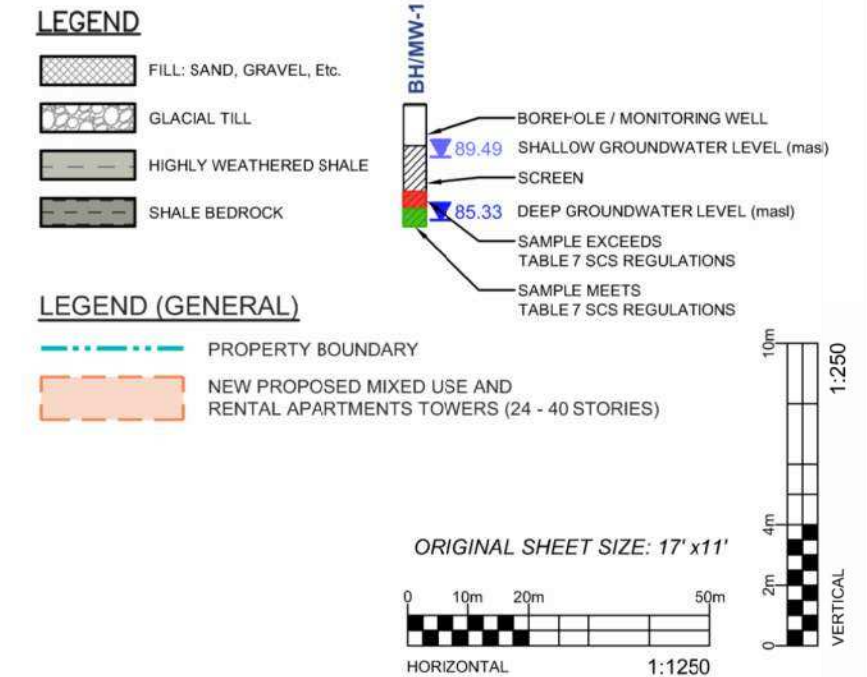 LEGEND
FILL: SAND, GRAVEL, Etc.
GLACIAL TILL
HIGHLY WEATHERED SHALE
SHALE BEDROCK
BH/MW-1
BOREHOLE / MONITORING WELL
89.49 SHALLOW GROUNDWATER LEVEL (masl)
SCREEN
85.33 DEEP GROUNDWATER LEVEL (masl)
SAMPLE EXCEEDS
TABLE 7 SCS REGULATIONS
SAMPLE MEETS
TABLE 7 SCS REGULATIONS
LEGEND (GENERAL)
PROPERTY BOUNDARY
NEW PROPOSED MIXED USE AND
RENTAL APARTMENTS TOWERS (24 - 40 STORIES)
ORIGINAL SHEET SIZE: 17' x11'
0 10m 20m 50m
HORIZONTAL 1:1250
10m
4m
2m
0
1:250
VERTICAL